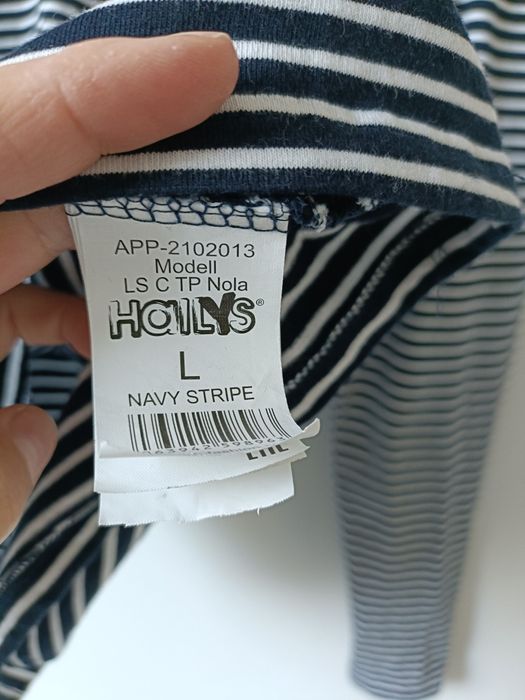 APP-2102013
Modell
LS C TP Nola
HaILYS®
L
NAVY STRIPE